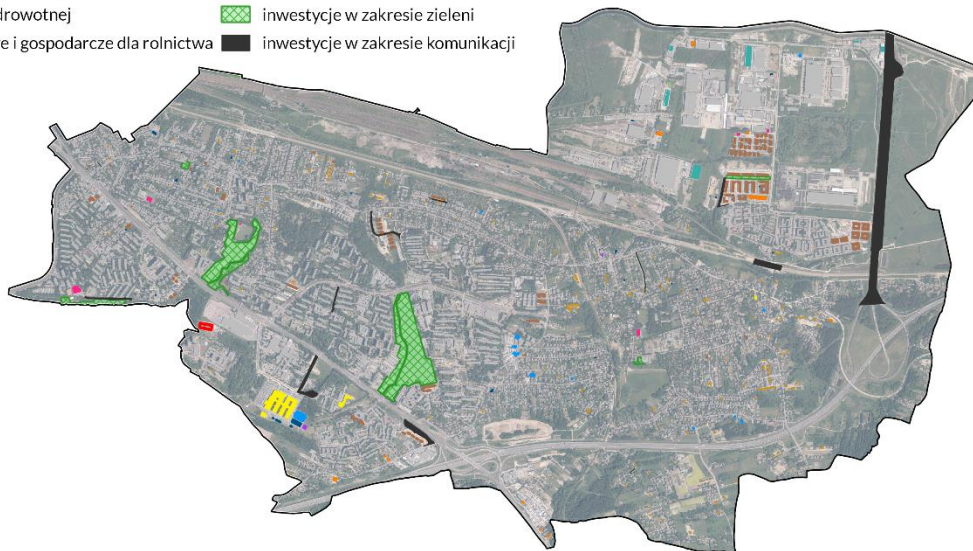 drowotnej inwestycje w zakresie zieleni
e i gospodarcze dla rolnictwa inwestycje w zakresie komunikacji